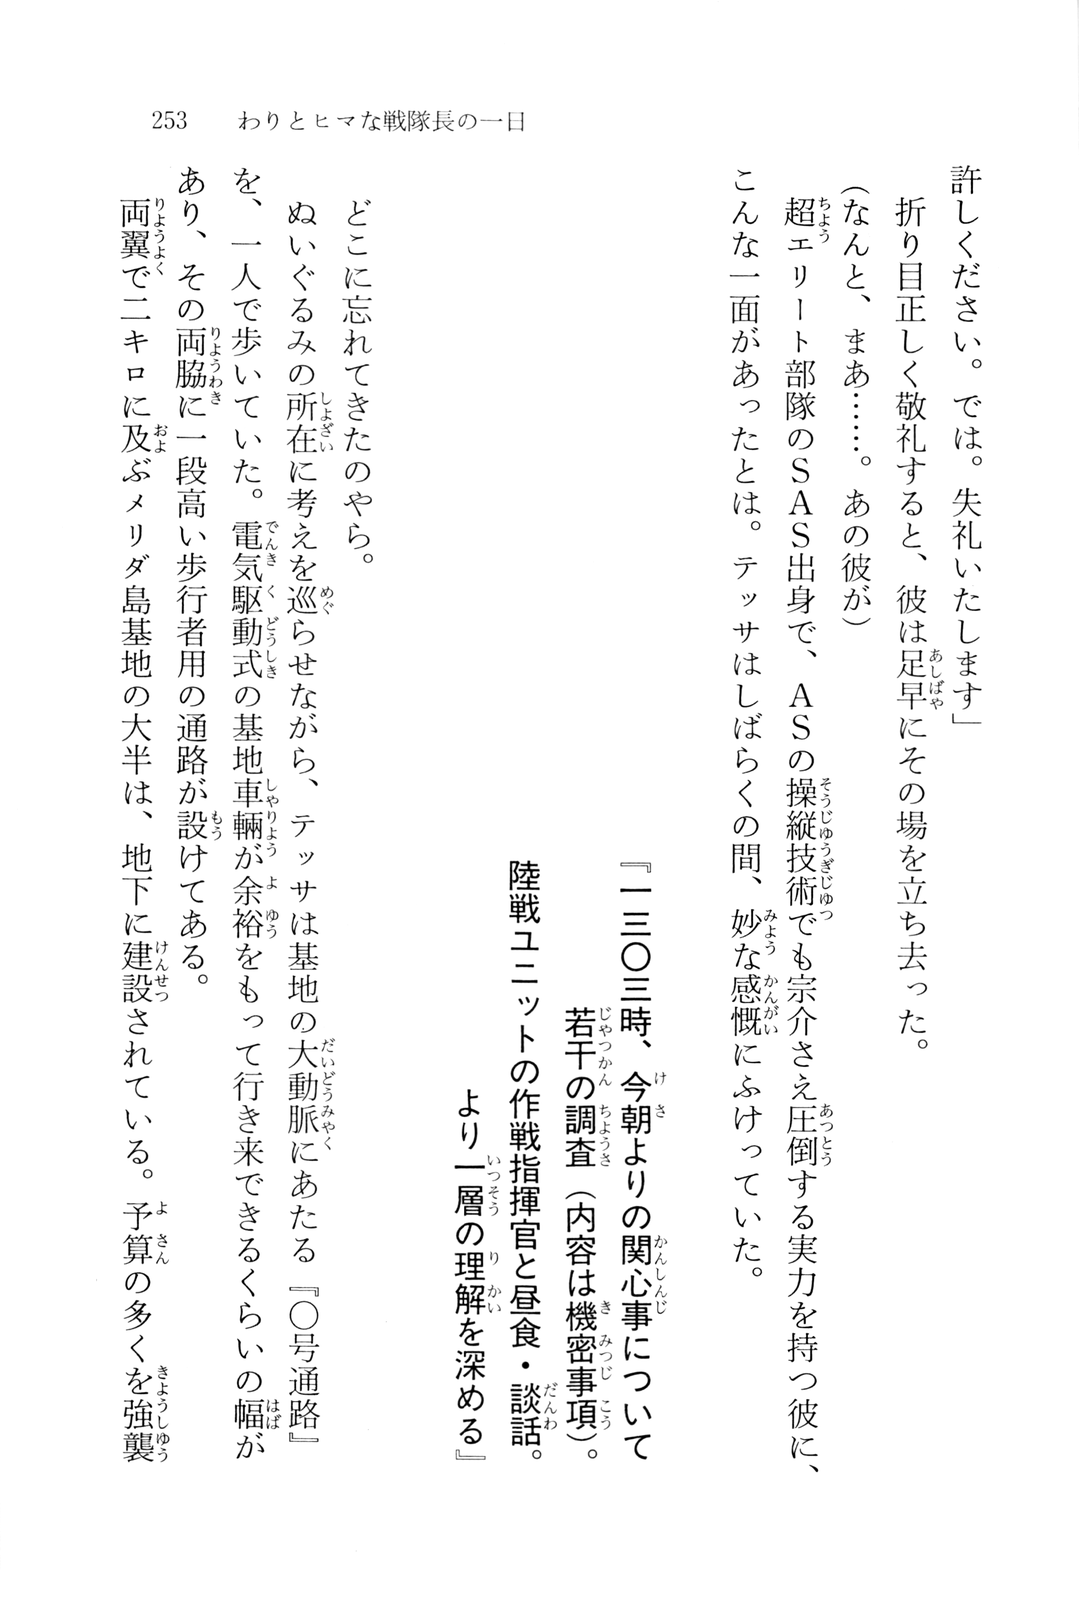 253　わりとヒマな戦隊長の一日
許しください。では。失礼いたします」
　折り目正しく敬礼すると、彼は足早にその場を立ち去った。
（なんと、まあ……。あの彼が）
　超エリート部隊のSAS出身で、ASの操縦技術でも宗介さえ圧倒する実力を持つ彼に、
こんな一面があったとは。テッサはしばらくの間、妙な感慨にふけっていた。
『一三〇三時、今朝よりの関心事について
若干の調査（内容は機密事項）。
陸戦ユニットの作戦指揮官と昼食・談話。
より一層の理解を深める』
　どこに忘れてきたのやら。
　ぬいぐるみの所在に考えを巡らせながら、テッサは基地の大動脈にあたる『〇号通路』
を、一人で歩いていた。電気駆動式の基地車輛が余裕をもって行き来できるくらいの幅が
あり、その両脇に一段高い歩行者用の通路が設けてある。
　両翼で二キロに及ぶメリダ島基地の大半は、地下に建設されている。予算の多くを強襲